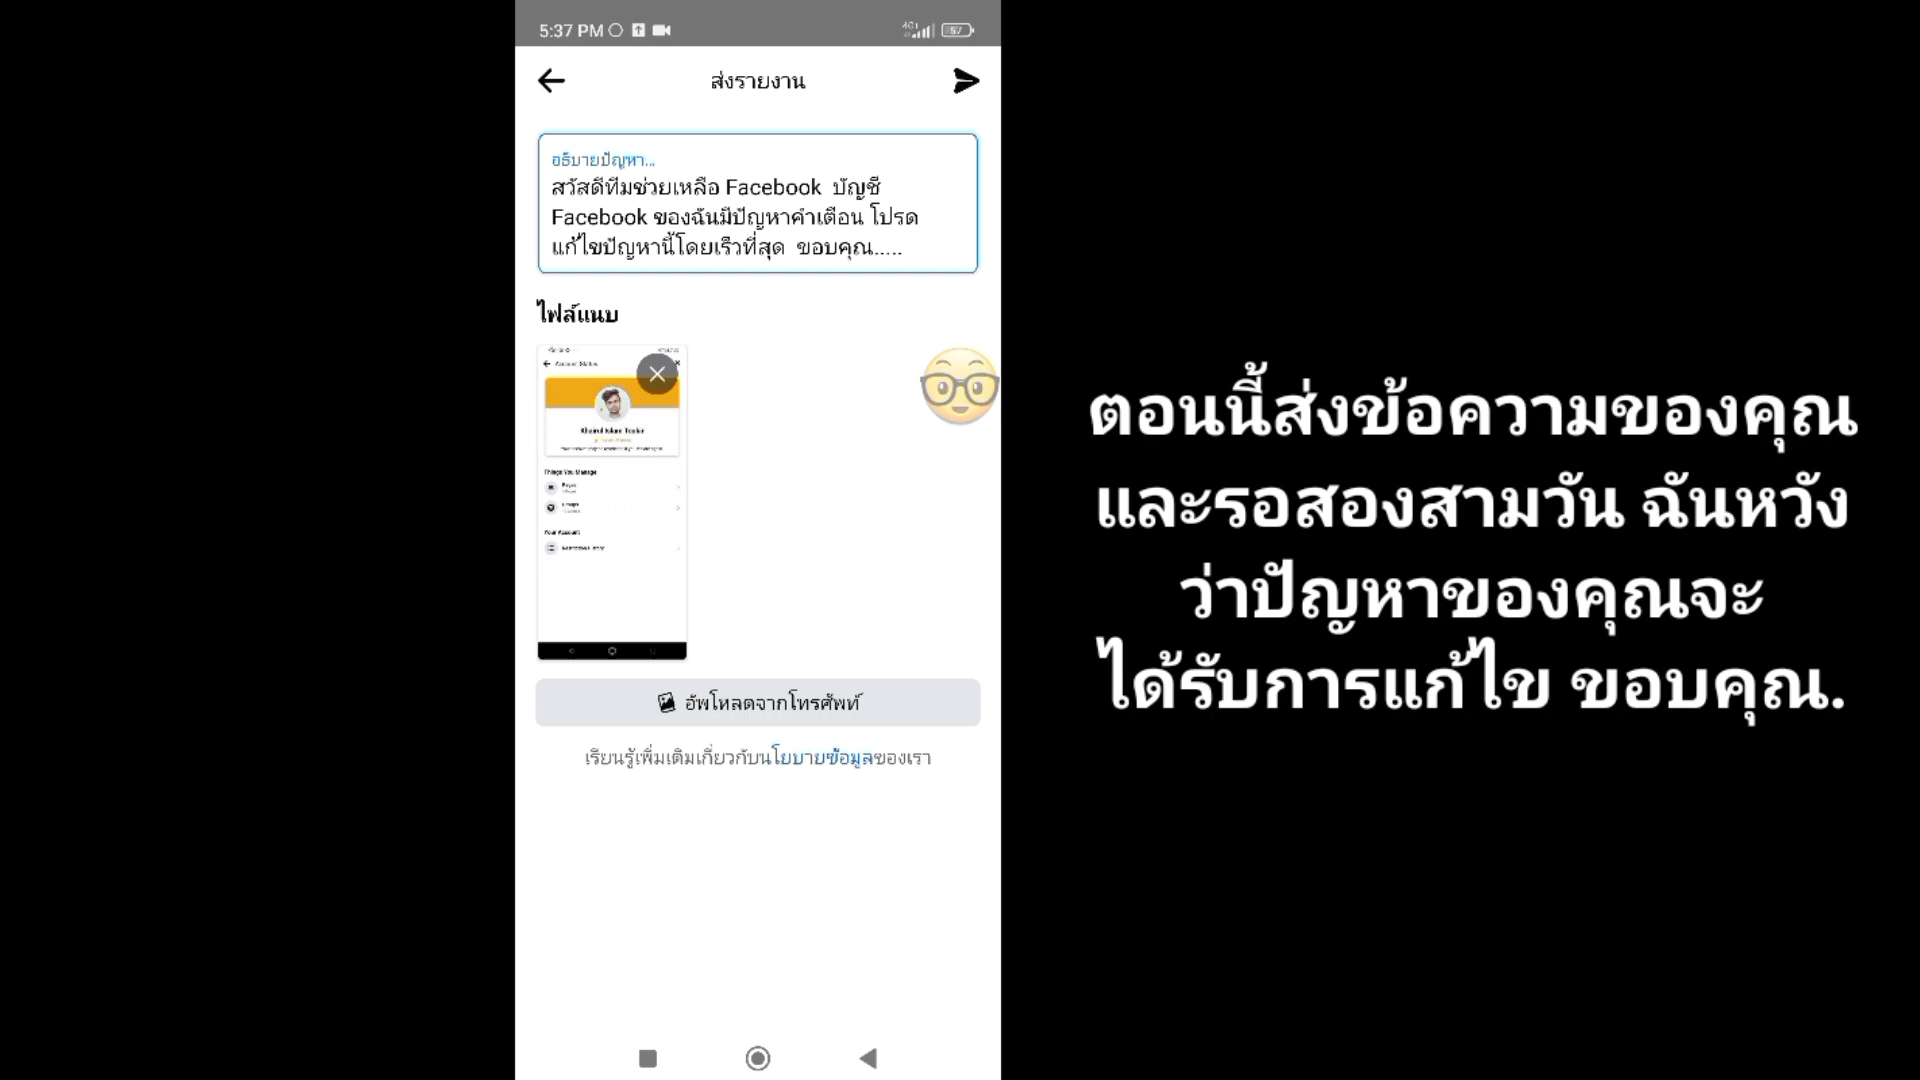 5:37 PM
57
ส่งรายงาน
อธิบายปัญหา...
สวัสดีทีมช่วยเหลือ Facebook  บัญชี
Facebook ของฉันมีปัญหาคำเตือน โปรด
แก้ไขปัญหานี้โดยเร็วที่สุด  ขอบคุณ.....
ไฟล์แนบ
Account Status
Things You Manage
Pages
Groups
Your Account
อัพโหลดจากโทรศัพท์
เรียนรู้เพิ่มเติมเกี่ยวกับนโยบายข้อมูลของเรา
ตอนนี้ส่งข้อความของคุณ
และรอสองสามวัน ฉันหวัง
ว่าปัญหาของคุณจะ
ได้รับการแก้ไข ขอบคุณ.